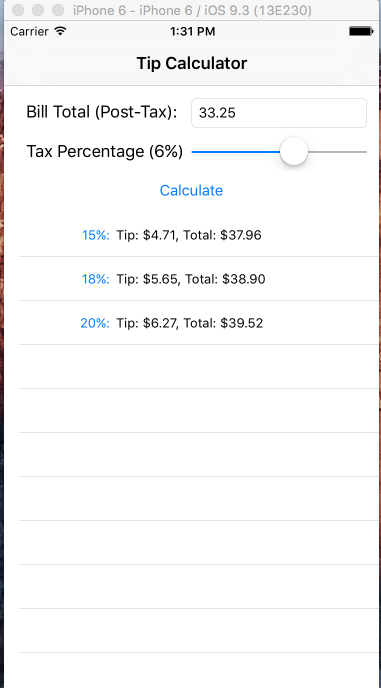 iPhone 6 - iPhone 6 / iOS 9.3 (13E230)
Carrier 1:31 PM
Tip Calculator
Bill Total (Post-Tax): 33.25
Tax Percentage (6%)
Calculate
15%: Tip: $4.71, Total: $37.96
18%: Tip: $5.65, Total: $38.90
20%: Tip: $6.27, Total: $39.52